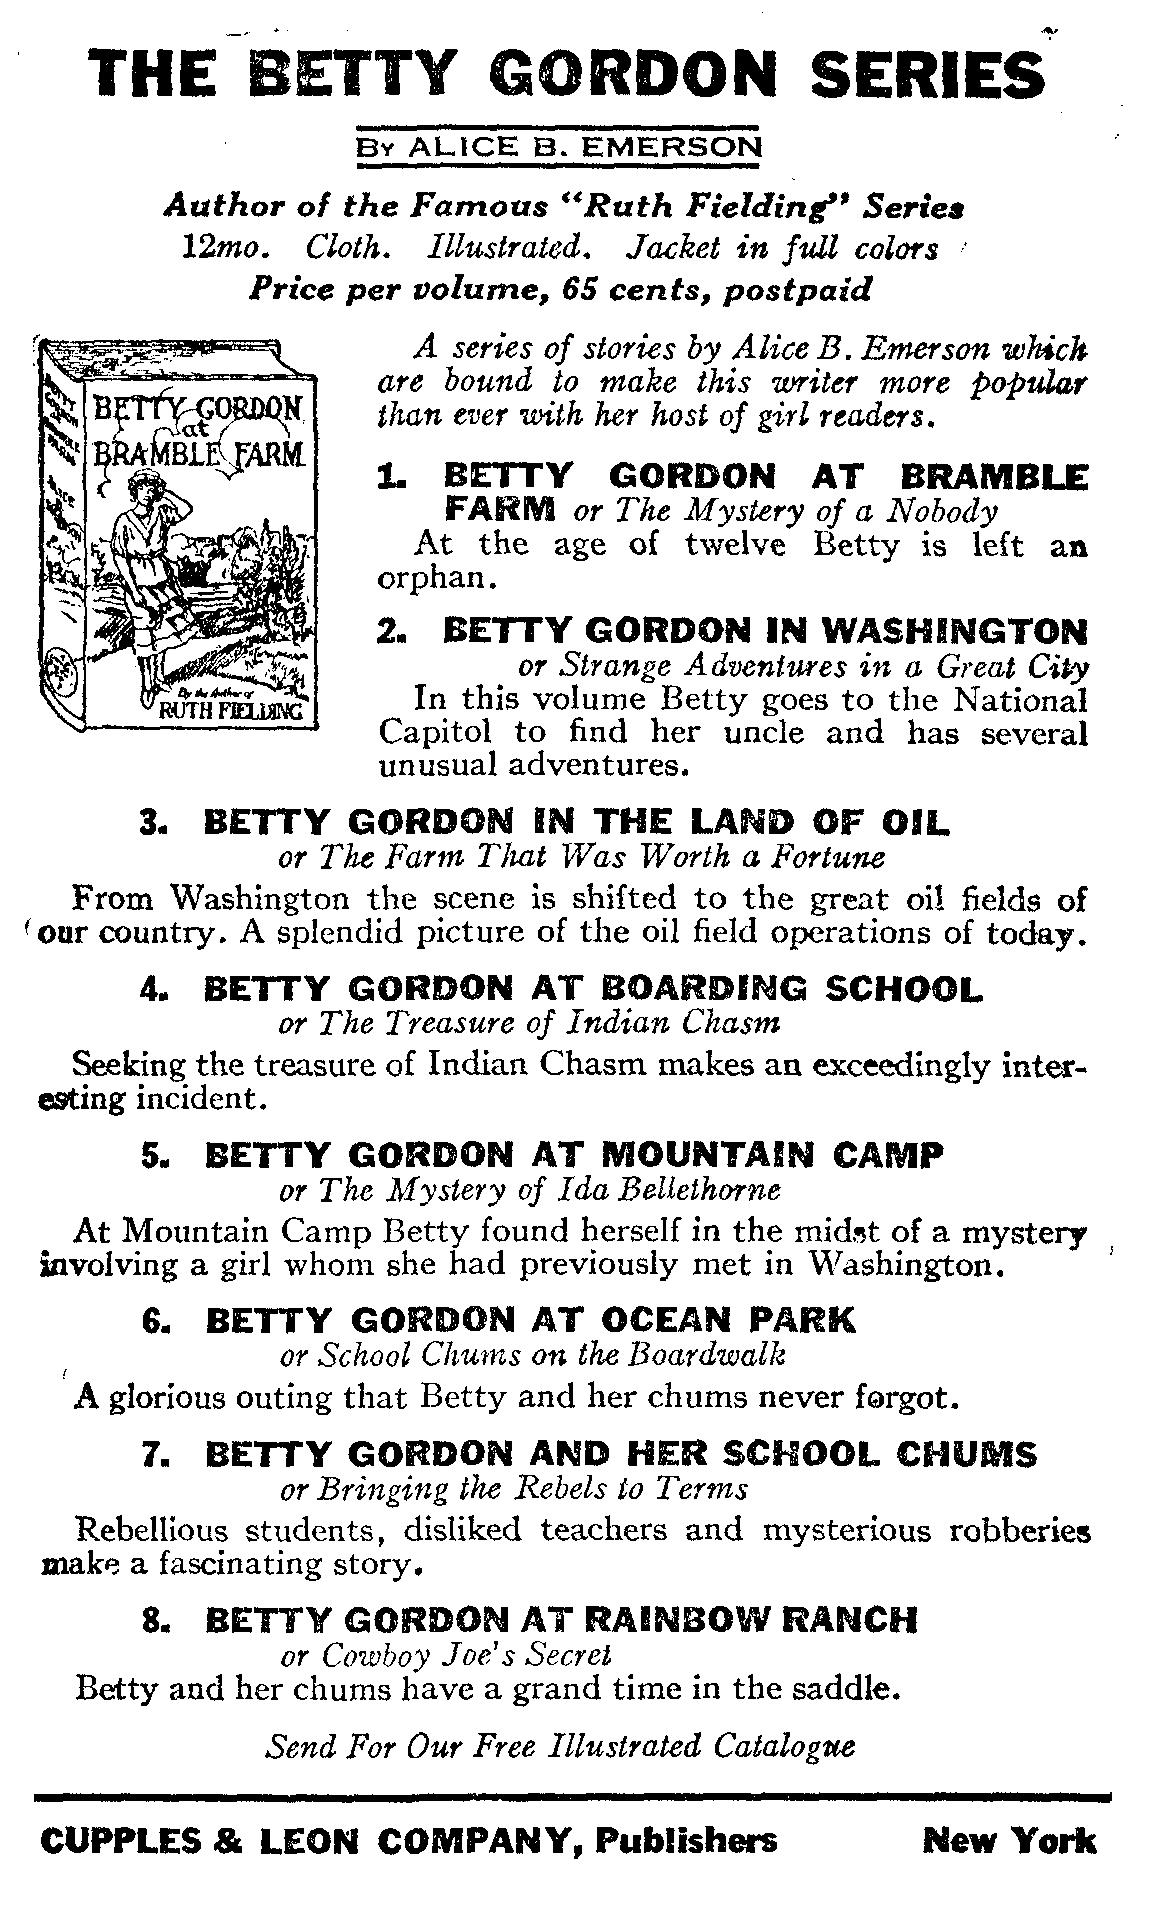 THE BETTY GORDON SERIES
BY ALICE B. EMERSON
Author of the Famous "Ruth Fielding" Series
12mo. Cloth. Illustrated. Jacket in full colors
Price per volume, 65 cents, postpaid
BETTY GORDON
at
BRAMBLE FARM
By the Author of
RUTH FIELDING
A series of stories by Alice B. Emerson which
are bound to make this writer more popular
than ever with her host of girl readers.
1. BETTY GORDON AT BRAMBLE
FARM or The Mystery of a Nobody
At the age of twelve Betty is left an
orphan.
2. BETTY GORDON IN WASHINGTON
or Strange Adventures in a Great City
In this volume Betty goes to the National
Capitol to find her uncle and has several
unusual adventures.
3. BETTY GORDON IN THE LAND OF OIL
or The Farm That Was Worth a Fortune
From Washington the scene is shifted to the great oil fields of
our country. A splendid picture of the oil field operations of today.
4. BETTY GORDON AT BOARDING SCHOOL
or The Treasure of Indian Chasm
Seeking the treasure of Indian Chasm makes an exceedingly inter-
esting incident.
5. BETTY GORDON AT MOUNTAIN CAMP
or The Mystery of Ida Bellethorne
At Mountain Camp Betty found herself in the midst of a mystery
involving a girl whom she had previously met in Washington.
6. BETTY GORDON AT OCEAN PARK
or School Chums on the Boardwalk
A glorious outing that Betty and her chums never forgot.
7. BETTY GORDON AND HER SCHOOL CHUMS
or Bringing the Rebels to Terms
Rebellious students, disliked teachers and mysterious robberies
make a fascinating story.
8. BETTY GORDON AT RAINBOW RANCH
or Cowboy Joe's Secret
Betty and her chums have a grand time in the saddle.
Send For Our Free Illustrated Catalogue
CUPPLES & LEON COMPANY, Publishers New York